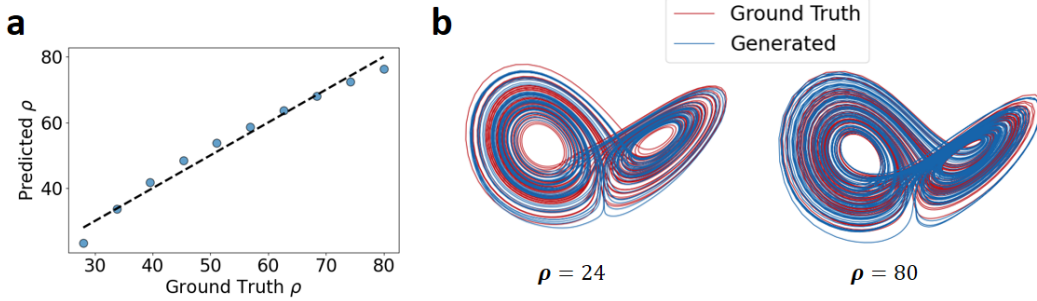 a
Predicted ρ
80
60
40
30 40 50 60 70 80
Ground Truth ρ
b
Ground Truth
Generated
ρ = 24
ρ = 80